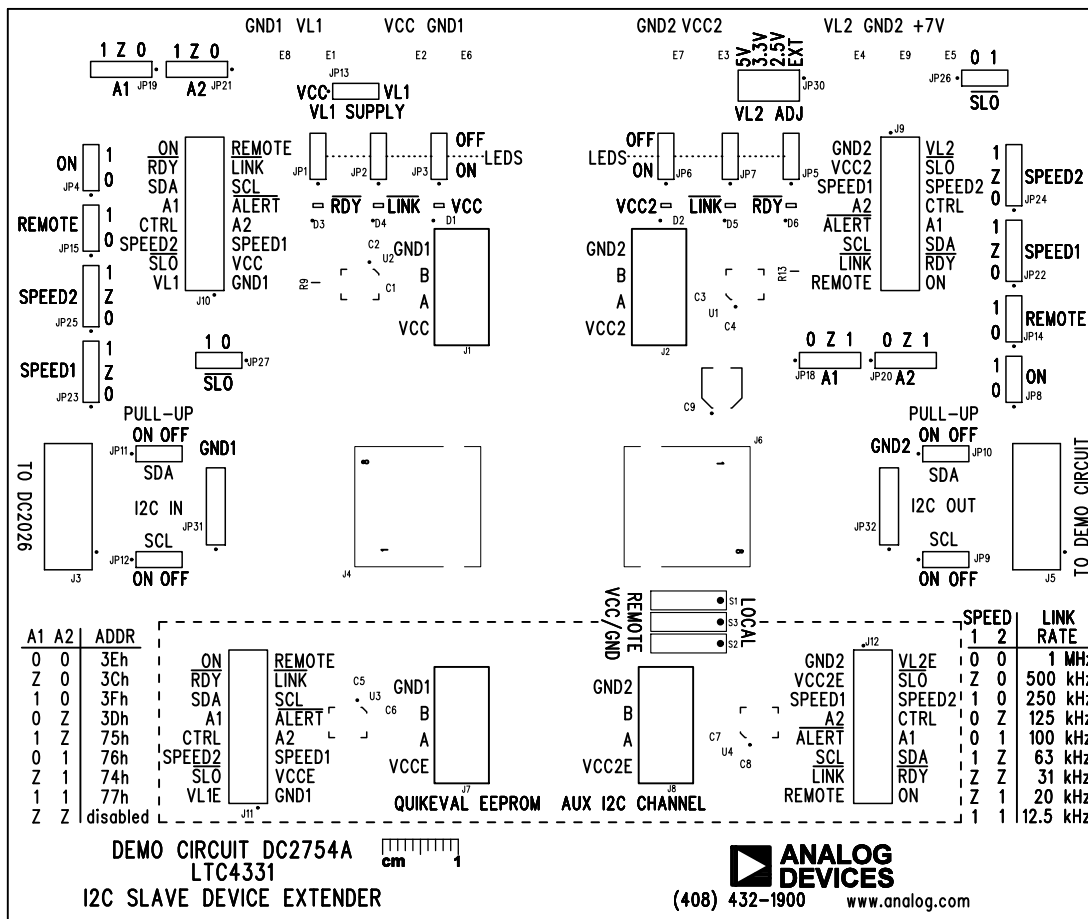 GND1 VL1 VCC GND1 GND2 VCC2 VL2 GND2 +7V
E8 E1 E2 E6 E7 E3 E4 E9 E5
1 Z 0 1 Z 0
A1 JP19 A2 JP21
JP13
VCC VL1
VL1 SUPPLY
5V
3.3V
2.5V
EXT
JP30
VL2 ADJ
0 1
JP26
SLO
ON 1 0
JP4
REMOTE 1 0
JP15
SPEED2 1 Z 0
JP25
SPEED1 1 Z 0
JP23
ON REMOTE
RDY LINK
SDA SCL
A1 ALERT
CTRL A2
SPEED2 SPEED1
SLO VCC
VL1 GND1
J10
1 0
JP27
SLO
OFF
LEDS
ON
JP1 JP2 JP3
RDY LINK VCC
D3 D4 D1
C2
U2
R9 C1
GND1
B
A
VCC
J1
OFF
LEDS
ON
JP6 JP7 JP5
VCC2 LINK RDY
D2 D5 D6
GND2
B
A
VCC2
J2
R13
C3
U1
C4
C9
J9
GND2 VL2
VCC2 SLO
SPEED1 SPEED2
A2 CTRL
ALERT A1
SCL SDA
LINK RDY
REMOTE ON
1 Z 0 SPEED2
JP24
1 Z 0 SPEED1
JP22
1 0 REMOTE
JP14
1 0 ON
JP8
0 Z 1 0 Z 1
JP18 A1 JP20 A2
PULL-UP
ON OFF
JP11
SDA
GND1
TO DC2026
I2C IN
JP31
SCL
JP12
ON OFF
J3
8
1
J4
J6
1
8
PULL-UP
ON OFF
GND2
JP10
SDA
I2C OUT
JP32
SCL
JP9
ON OFF
J5
TO DEMO CIRCUIT
VCC/GND
REMOTE
LOCAL
S1
S3
S2
A1 A2 ADDR
0 0 3Eh
Z 0 3Ch
1 0 3Fh
0 Z 3Dh
1 Z 75h
0 1 76h
Z 1 74h
1 1 77h
Z Z disabled
ON REMOTE
RDY LINK
SDA SCL
A1 ALERT
CTRL A2
SPEED2 SPEED1
SLO VCCE
VL1E GND1
J11
C5
U3
C6
GND1
B
A
VCCE
J7
QUIKEVAL EEPROM
GND2
B
A
VCC2E
J8
AUX I2C CHANNEL
C7
U4
C8
J12
GND2 VL2E
VCC2E SLO
SPEED1 SPEED2
A2 CTRL
ALERT A1
SCL SDA
LINK RDY
REMOTE ON
SPEED LINK
1 2 RATE
0 0 1 MHz
Z 0 500 kHz
1 0 250 kHz
0 Z 125 kHz
0 1 100 kHz
1 Z 63 kHz
Z Z 31 kHz
Z 1 20 kHz
1 1 12.5 kHz
DEMO CIRCUIT DC2754A
LTC4331
I2C SLAVE DEVICE EXTENDER
cm 1
ANALOG
DEVICES
(408) 432-1900 www.analog.com